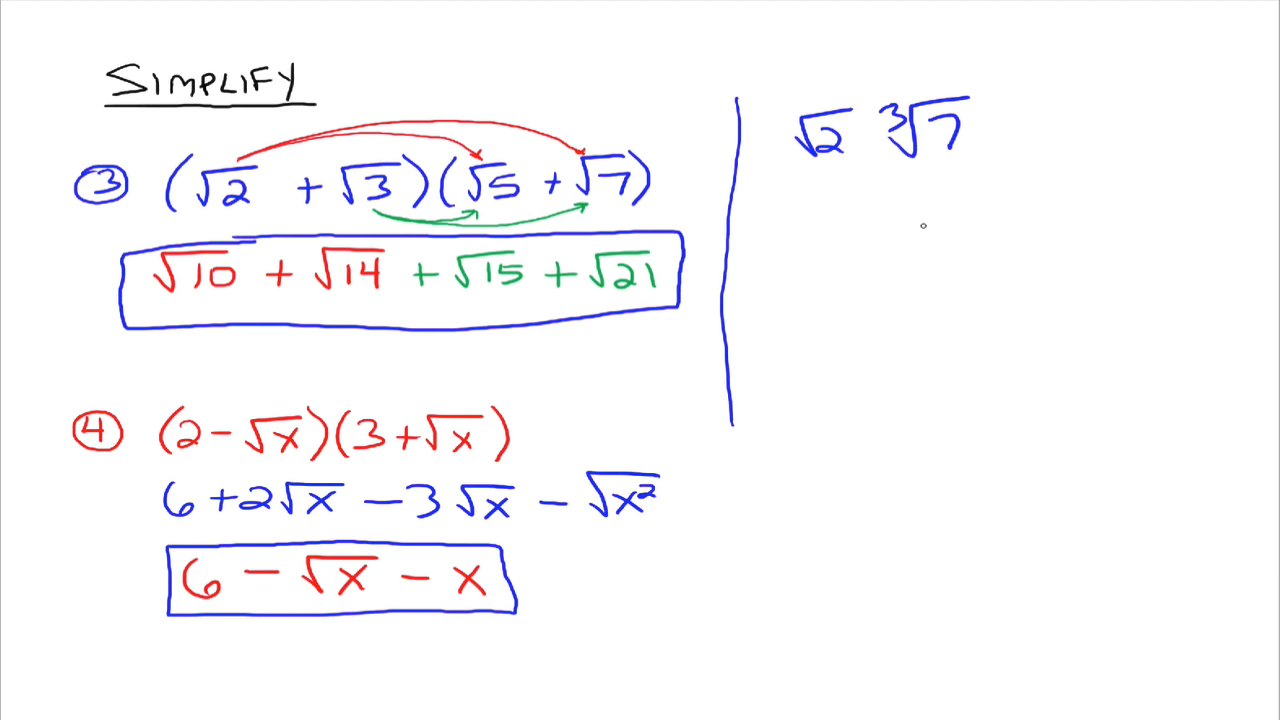 SIMPLIFY
③ (√2 + √3)(√5 + √7)
√10 + √14 + √15 + √21
④ (2 - √x)(3 + √x)
6 + 2√x - 3√x - √x²
6 - √x - x
√2 ∛7